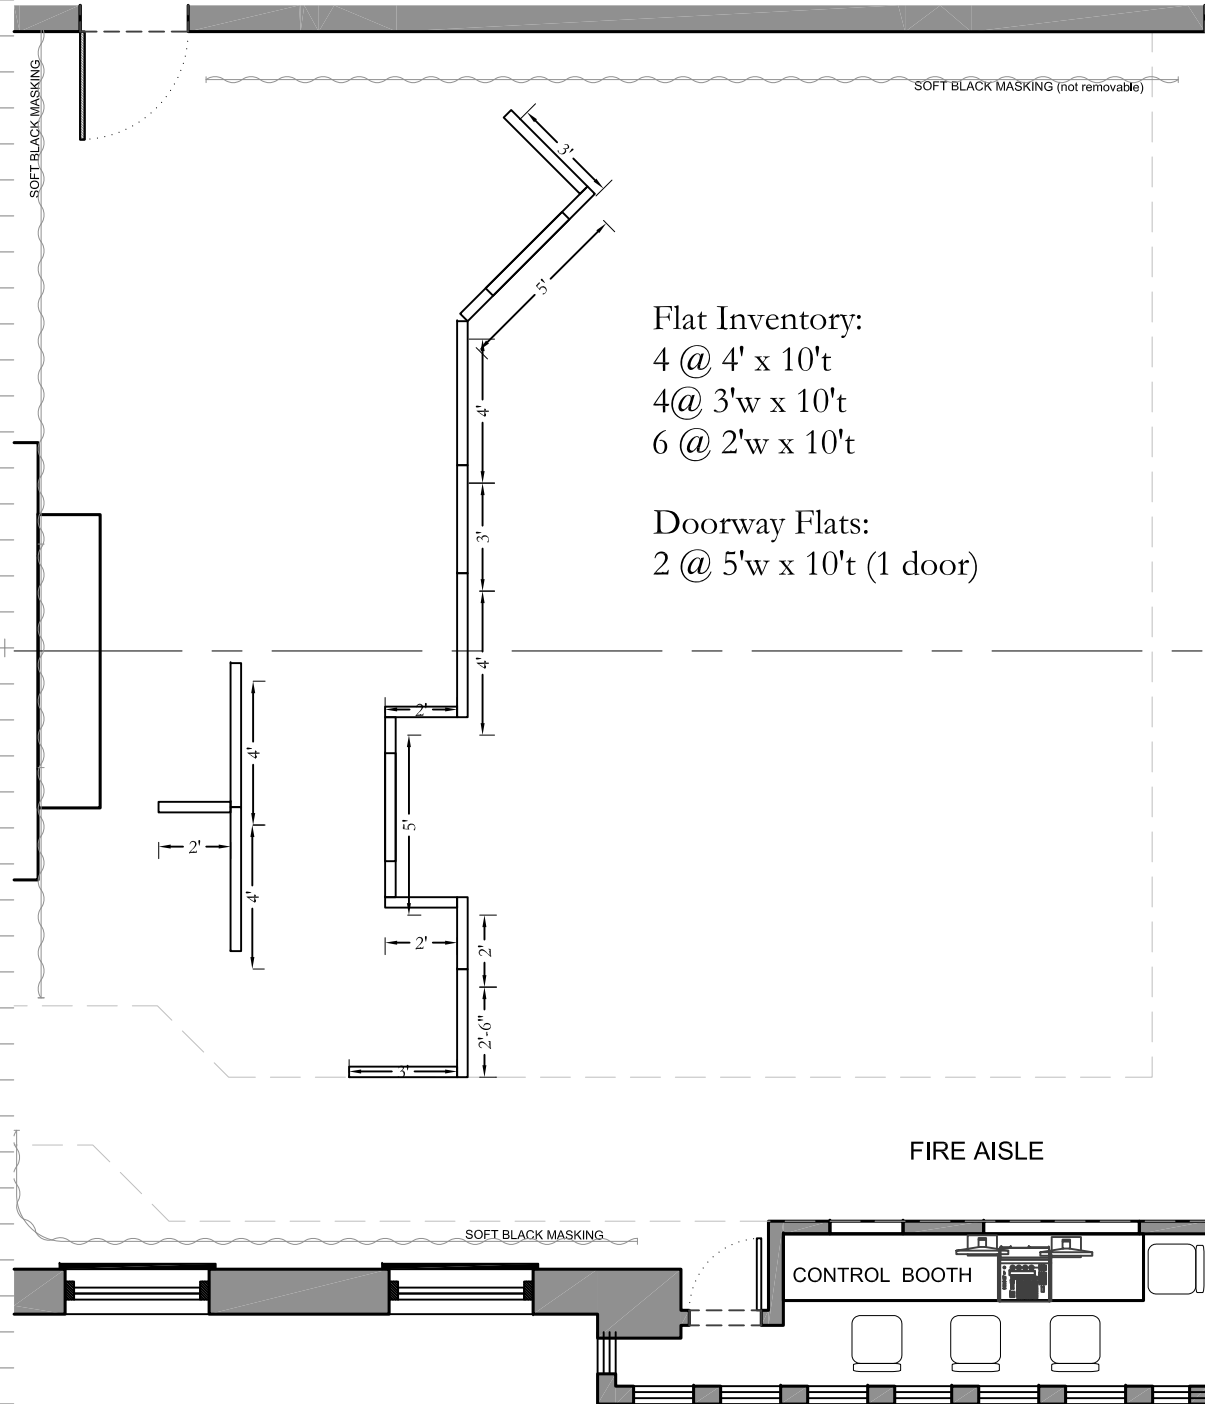 SOFT BLACK MASKING
SOFT BLACK MASKING (not removable)
3'
5'
Flat Inventory:
4 @ 4' x 10't
4@ 3'w x 10't
6 @ 2'w x 10't
4'
3'
Doorway Flats:
2 @ 5'w x 10't (1 door)
4'
2'
4'
5'
2'
4'
2'
2'
2'-6"
3'
FIRE AISLE
SOFT BLACK MASKING
CONTROL BOOTH